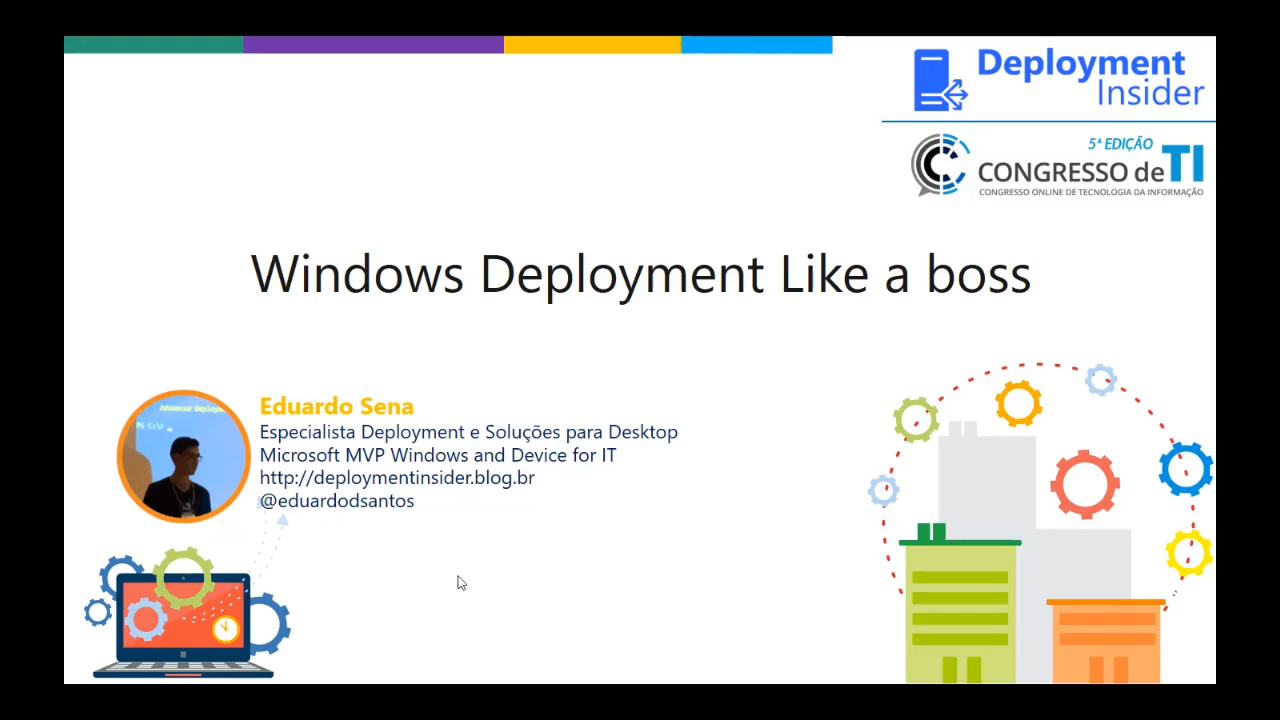 Deployment
Insider
5ª EDIÇÃO
CONGRESSO de TI
CONGRESSO ONLINE DE TECNOLOGIA DA INFORMAÇÃO
Windows Deployment Like a boss
Eduardo Sena
Especialista Deployment e Soluções para Desktop
Microsoft MVP Windows and Device for IT
http://deploymentinsider.blog.br
@eduardodsantos